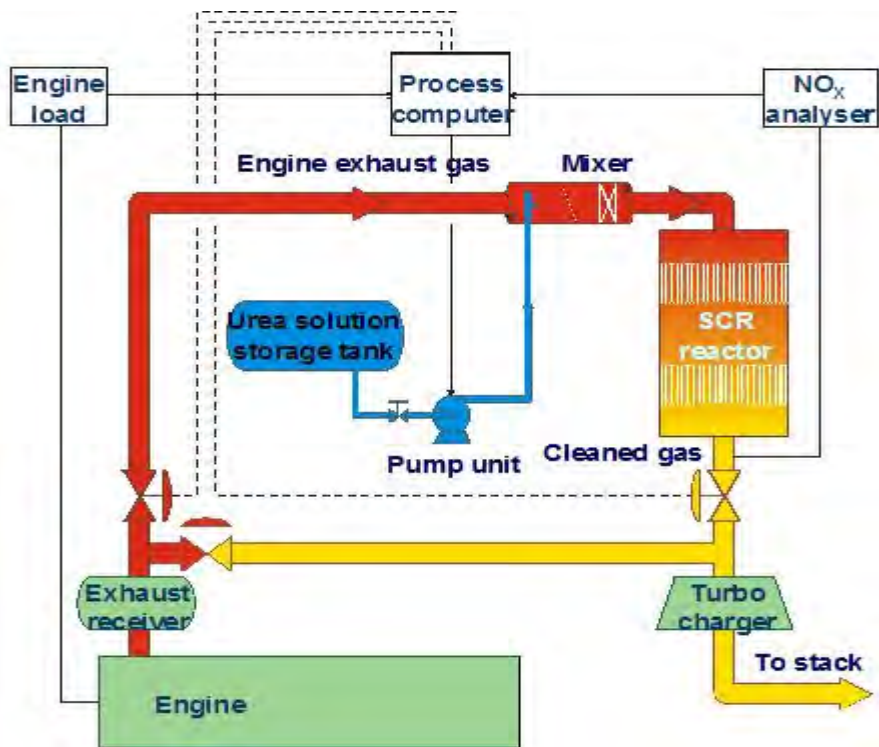 Engine
load
Process
computer
NOx
analyser
Engine exhaust gas
Mixer
Urea solution
storage tank
SCR
reactor
Pump unit
Cleaned gas
Exhaust
receiver
Turbo
charger
To stack
Engine